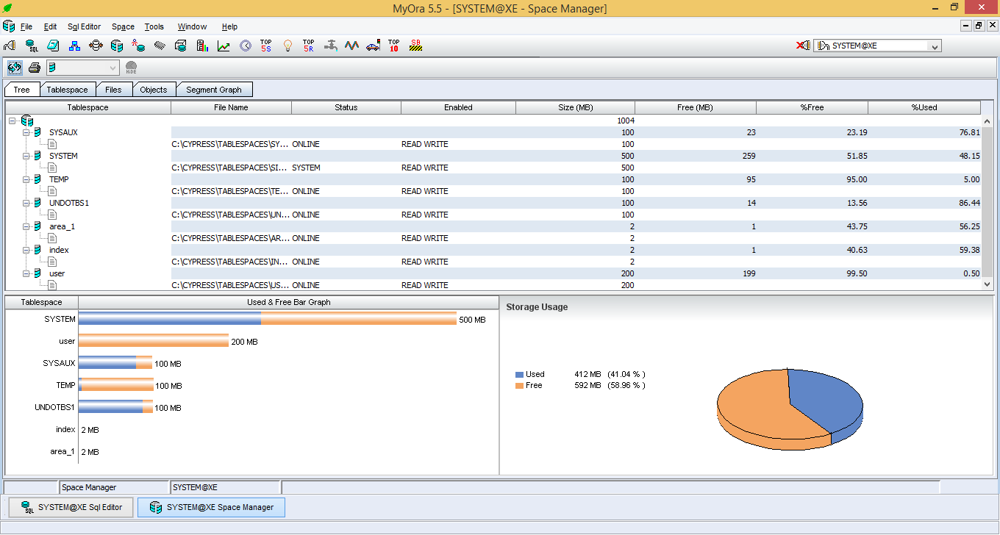 MyOra 5.5 - [SYSTEM@XE - Space Manager]
File Edit Sql Editor Space Tools Window Help
SQL TOP 5S TOP 5R TOP 10 SB SYSTEM@XE
HIDE
Tree Tablespace Files Objects Segment Graph
Tablespace File Name Status Enabled Size (MB) Free (MB) %Free %Used
1004
SYSAUX 100 23 23.19 76.81
C:\CYPRESS\TABLESPACES\SY... ONLINE READ WRITE 100
SYSTEM 500 259 51.85 48.15
C:\CYPRESS\TABLESPACES\SI... SYSTEM READ WRITE 500
TEMP 100 95 95.00 5.00
C:\CYPRESS\TABLESPACES\TE... ONLINE READ WRITE 100
UNDOTBS1 100 14 13.56 86.44
C:\CYPRESS\TABLESPACES\UN... ONLINE READ WRITE 100
area_1 2 1 43.75 56.25
C:\CYPRESS\TABLESPACES\AR... ONLINE READ WRITE 2
index 2 1 40.63 59.38
C:\CYPRESS\TABLESPACES\IN... ONLINE READ WRITE 2
user 200 199 99.50 0.50
C:\CYPRESS\TABLESPACES\US... ONLINE READ WRITE 200
Tablespace Used & Free Bar Graph
SYSTEM 500 MB
user 200 MB
SYSAUX 100 MB
TEMP 100 MB
UNDOTBS1 100 MB
index 2 MB
area_1 2 MB
Storage Usage
Used 412 MB (41.04 % )
Free 592 MB (58.96 % )
Space Manager SYSTEM@XE
SQL SYSTEM@XE Sql Editor SYSTEM@XE Space Manager